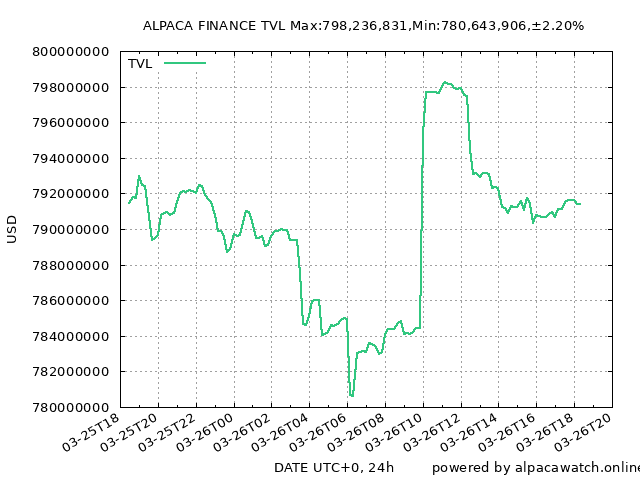 ALPACA FINANCE TVL Max:798,236,831,Min:780,643,906,±2.20%
800000000
TVL
798000000
796000000
794000000
792000000
790000000
USD
788000000
786000000
784000000
782000000
780000000
03-25T18
03-25T20
03-25T22
03-26T00
03-26T02
03-26T04
03-26T06
03-26T08
03-26T10
03-26T12
03-26T14
03-26T16
03-26T18
03-26T20
DATE UTC+0, 24h
powered by alpacawatch.online